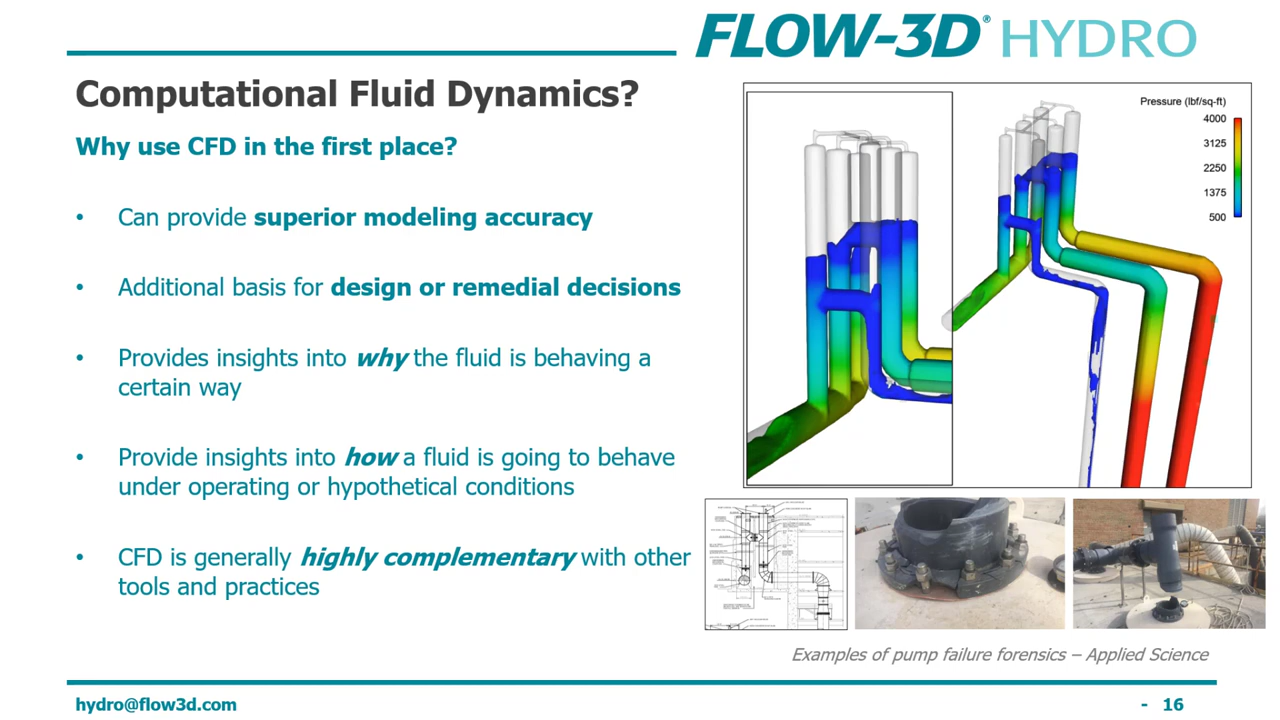 FLOW-3D® HYDRO
Computational Fluid Dynamics?
Why use CFD in the first place?
• Can provide superior modeling accuracy
• Additional basis for design or remedial decisions
• Provides insights into why the fluid is behaving a
certain way
• Provide insights into how a fluid is going to behave
under operating or hypothetical conditions
• CFD is generally highly complementary with other
tools and practices
Pressure (lbf/sq-ft)
4000
3125
2250
1375
500
Examples of pump failure forensics – Applied Science
hydro@flow3d.com
- 16